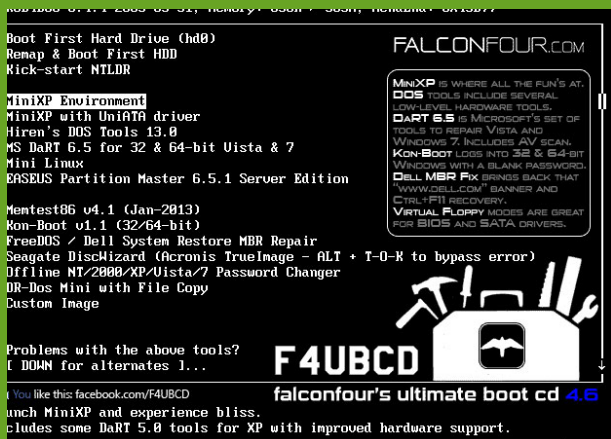 Boot First Hard Drive (hd0)
Remap & Boot First HDD
Kick-start NTLDR
MiniXP Environment
MiniXP with UniATA driver
Hiren's DOS Tools 13.0
MS DaRT 6.5 for 32 & 64-bit Vista & 7
Mini Linux
EASEUS Partition Master 6.5.1 Server Edition
Memtest86 v4.1 (Jan-2013)
Kon-Boot v1.1 (32/64-bit)
FreeDOS / Dell System Restore MBR Repair
Seagate DiscWizard (Acronis TrueImage - ALT + T-O-K to bypass error)
Offline NT/2000/XP/Vista/7 Password Changer
DR-Dos Mini with File Copy
Custom Image
Problems with the above tools?
[ DOWN for alternates ]...
FALCONFOUR.COM
MINIXP IS WHERE ALL THE FUN'S AT.
DOS TOOLS INCLUDE SEVERAL
LOW-LEVEL HARDWARE TOOLS.
DART 6.5 IS MICROSOFT'S SET OF
TOOLS TO REPAIR VISTA AND
WINDOWS 7. INCLUDES AV SCAN.
KON-BOOT LOGS INTO 32 & 64-BIT
WINDOWS WITH A BLANK PASSWORD.
DELL MBR FIX BRINGS BACK THAT
"WWW.DELL.COM" BANNER AND
CTRL+F11 RECOVERY.
VIRTUAL FLOPPY MODES ARE GREAT
FOR BIOS AND SATA DRIVERS.
F4UBCD
You like this: facebook.com/F4UBCD
falconfour's ultimate boot cd 4.6
unch MiniXP and experience bliss.
cludes some DaRT 5.0 tools for XP with improved hardware support.